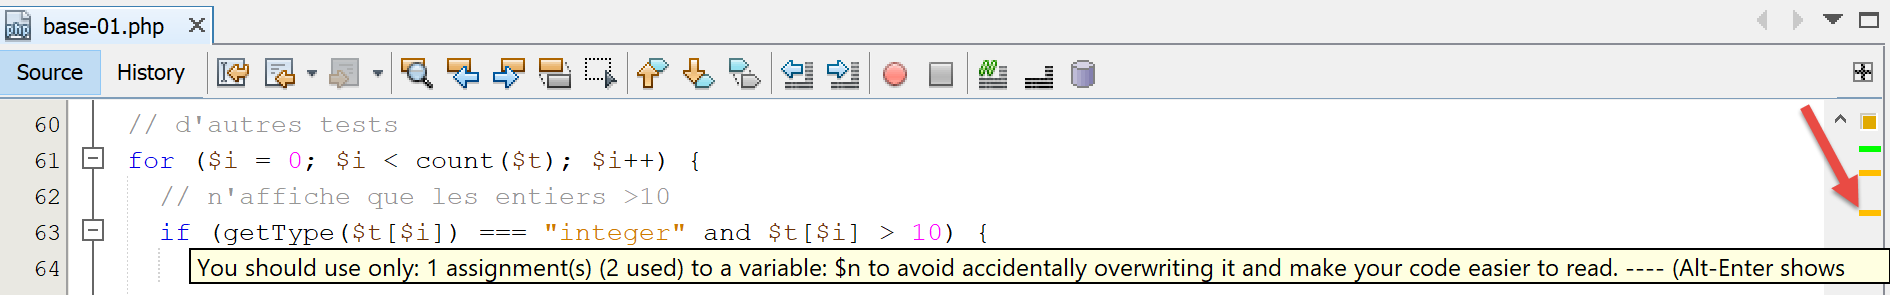 php base-01.php
Source History
60 // d'autres tests
61 for ($i = 0; $i < count($t); $i++) {
62 // n'affiche que les entiers >10
63 if (getType($t[$i]) === "integer" and $t[$i] > 10) {
64 You should use only: 1 assignment(s) (2 used) to a variable: $n to avoid accidentally overwriting it and make your code easier to read. ---- (Alt-Enter shows